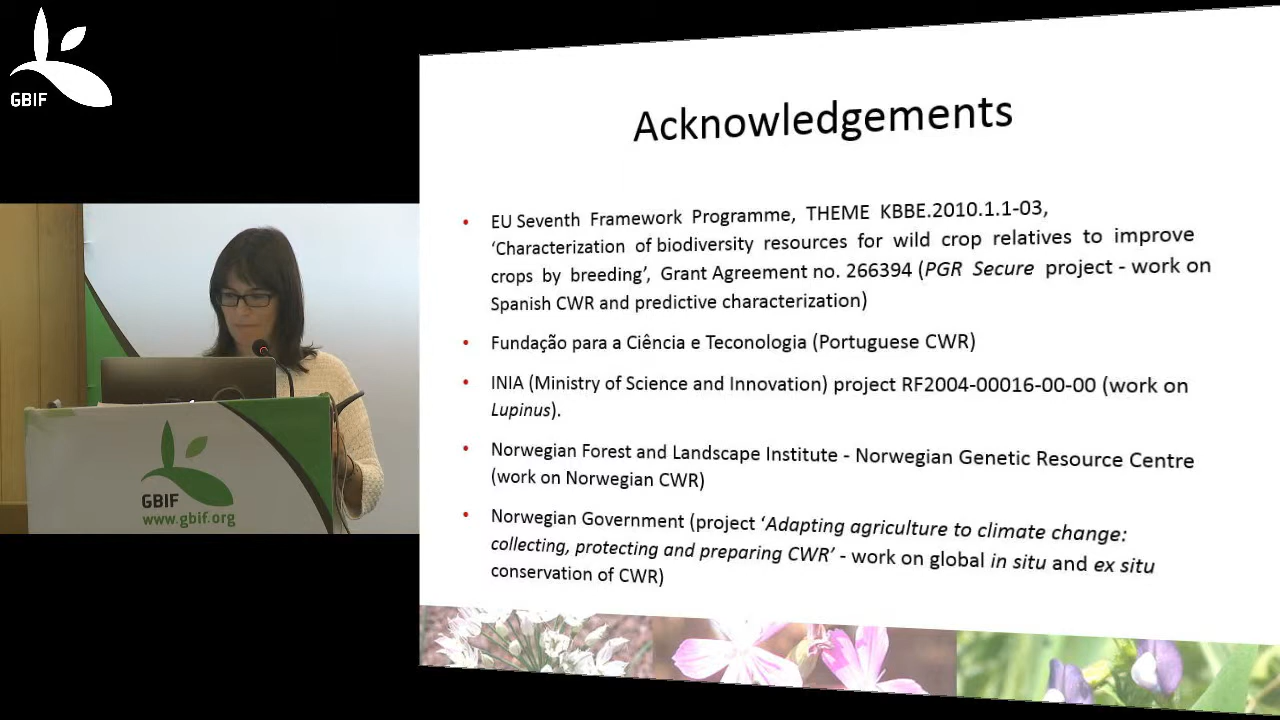 GBIF
Acknowledgements
• EU Seventh Framework Programme, THEME KBBE.2010.1.1-03,
‘Characterization of biodiversity resources for wild crop relatives to improve
crops by breeding’, Grant Agreement no. 266394 (PGR Secure project - work on
Spanish CWR and predictive characterization)
• Fundação para a Ciência e Teconologia (Portuguese CWR)
• INIA (Ministry of Science and Innovation) project RF2004-00016-00-00 (work on
Lupinus).
• Norwegian Forest and Landscape Institute - Norwegian Genetic Resource Centre
(work on Norwegian CWR)
• Norwegian Government (project ‘Adapting agriculture to climate change:
collecting, protecting and preparing CWR’ - work on global in situ and ex situ
conservation of CWR)
GBIF
www.gbif.org